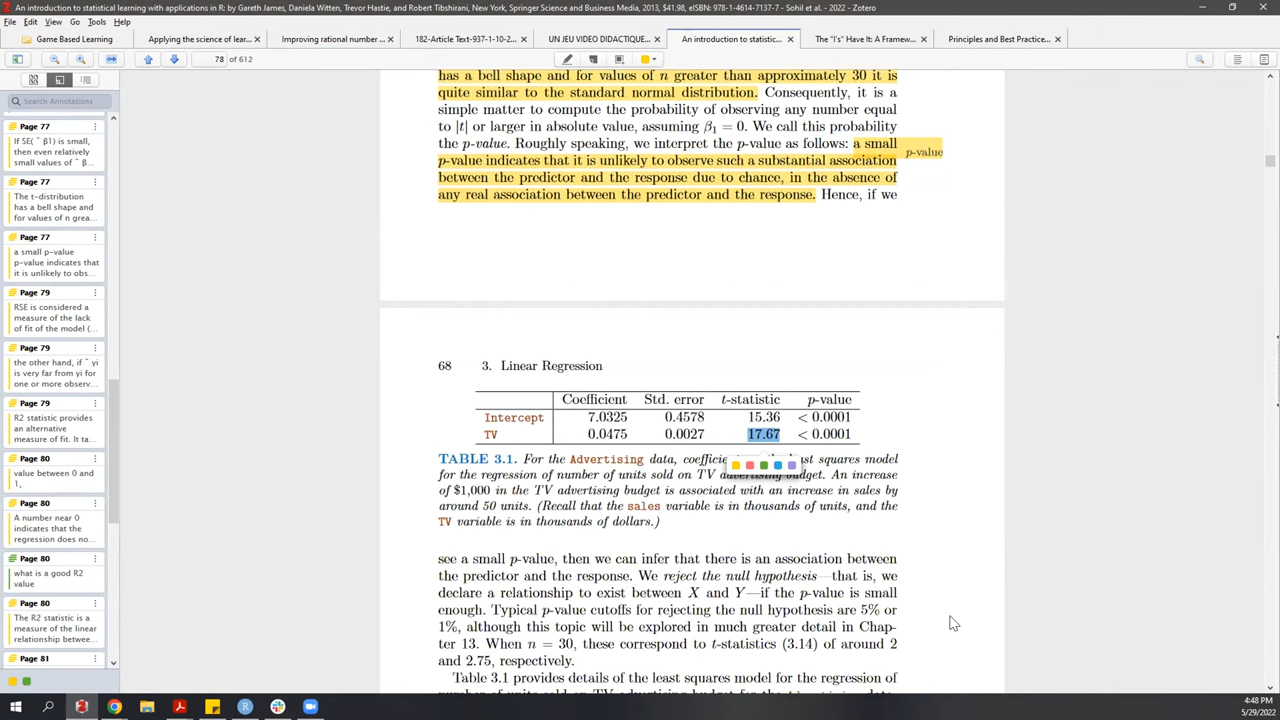 An introduction to statistical learning with applications in R: by Gareth James, Daniela Witten, Trevor Hastie, and Robert Tibshirani, New York, Springer Science and Business Media, 2013, $41.98, eISBN: 978-1-4614-7137-7 - Sohil et al. - 2022 - Zotero
File Edit View Go Tools Help
Game Based Learning
Applying the science of lear...
Improving rational number ...
182-Article Text-937-1-10-2...
UN JEU VIDÉO DIDACTIQUE...
An introduction to statistic...
The "I's" Have It: A Framew...
Principles and Best Practice...
78 of 612
Search Annotations
Page 77
If SE(ˆ β1) is small,
then even relatively
small values of ˆ β...
Page 77
The t-distribution
has a bell shape and
for values of n grea...
Page 77
a small p-value
p-value indicates that
it is unlikely to obs...
Page 79
RSE is considered a
measure of the lack
of fit of the model (...
Page 79
the other hand, if ˆ yi
is very far from yi for
one or more observ...
Page 80
R2 statistic provides
an alternative
measure of fit. It ta...
Page 80
value between 0 and
1,
Page 80
A number near 0
indicates that the
regression does no...
Page 80
what is a good R2
value
Page 80
The R2 statistic is a
measure of the linear
relationship betwee...
Page 81
has a bell shape and for values of n greater than approximately 30 it is
quite similar to the standard normal distribution. Consequently, it is a
simple matter to compute the probability of observing any number equal
to |t| or larger in absolute value, assuming β1 = 0. We call this probability
the p-value. Roughly speaking, we interpret the p-value as follows: a small
p-value
p-value indicates that it is unlikely to observe such a substantial association
between the predictor and the response due to chance, in the absence of
any real association between the predictor and the response. Hence, if we
68 3. Linear Regression
Coefficient Std. error t-statistic p-value
Intercept 7.0325 0.4578 15.36 < 0.0001
TV 0.0475 0.0027 17.67 < 0.0001
TABLE 3.1. For the Advertising data, coefficie least squares model
for the regression of number of units sold on TV advertising budget. An increase
of $1,000 in the TV advertising budget is associated with an increase in sales by
around 50 units. (Recall that the sales variable is in thousands of units, and the
TV variable is in thousands of dollars.)
see a small p-value, then we can infer that there is an association between
the predictor and the response. We reject the null hypothesis—that is, we
declare a relationship to exist between X and Y—if the p-value is small
enough. Typical p-value cutoffs for rejecting the null hypothesis are 5% or
1%, although this topic will be explored in much greater detail in Chap-
ter 13. When n = 30, these correspond to t-statistics (3.14) of around 2
and 2.75, respectively.
Table 3.1 provides details of the least squares model for the regression of
number of units sold on TV advertising budget for the
4:48 PM
5/29/2022